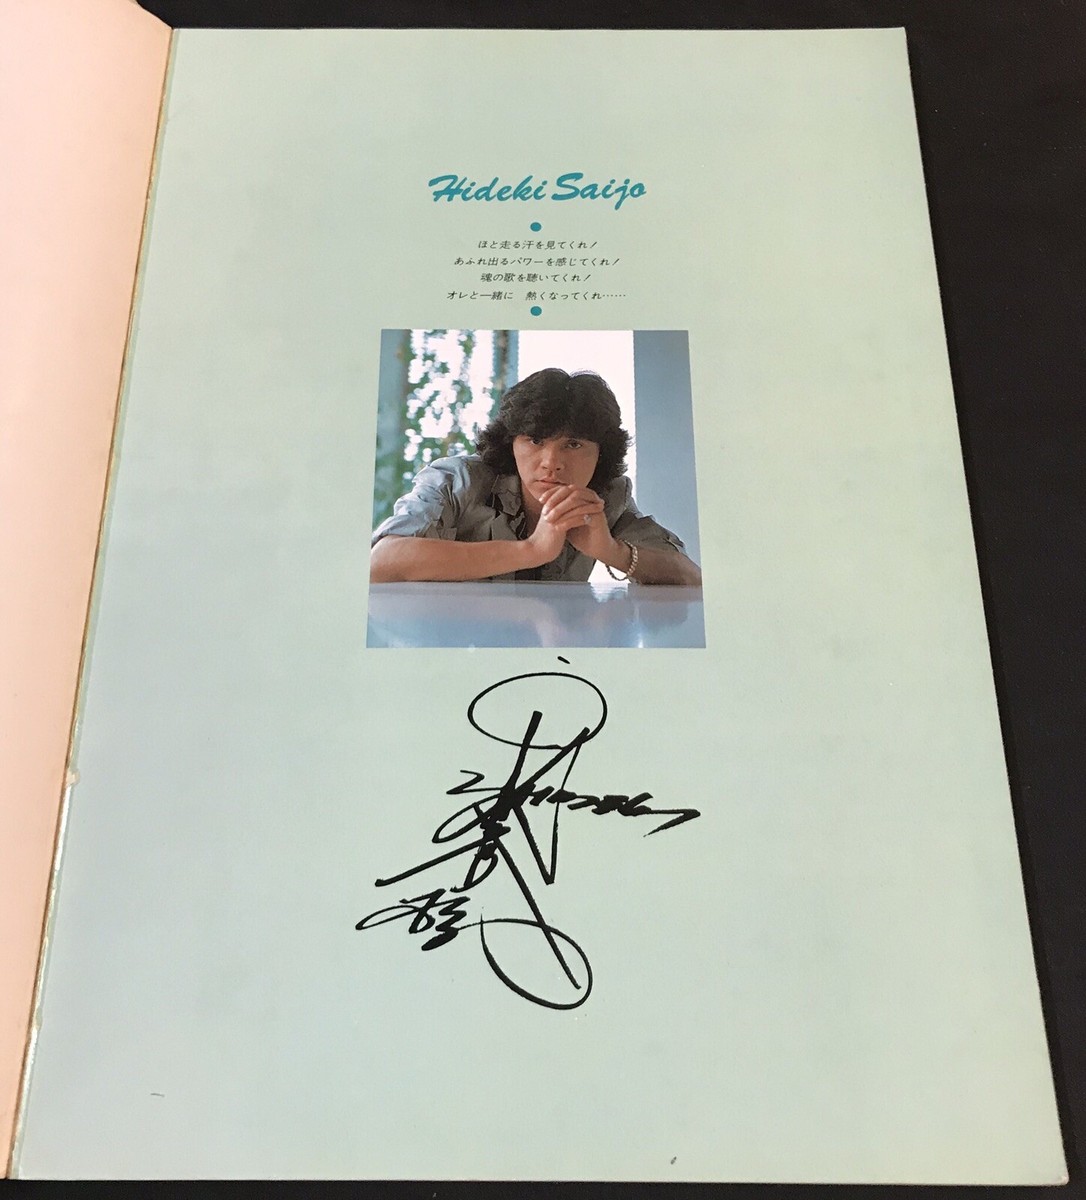 Hideki Saijo
ほと走る汗を見てくれ！
あふれ出るパワーを感じてくれ！
魂の歌を聴いてくれ！
オレと一緒に　熱くなってくれ……